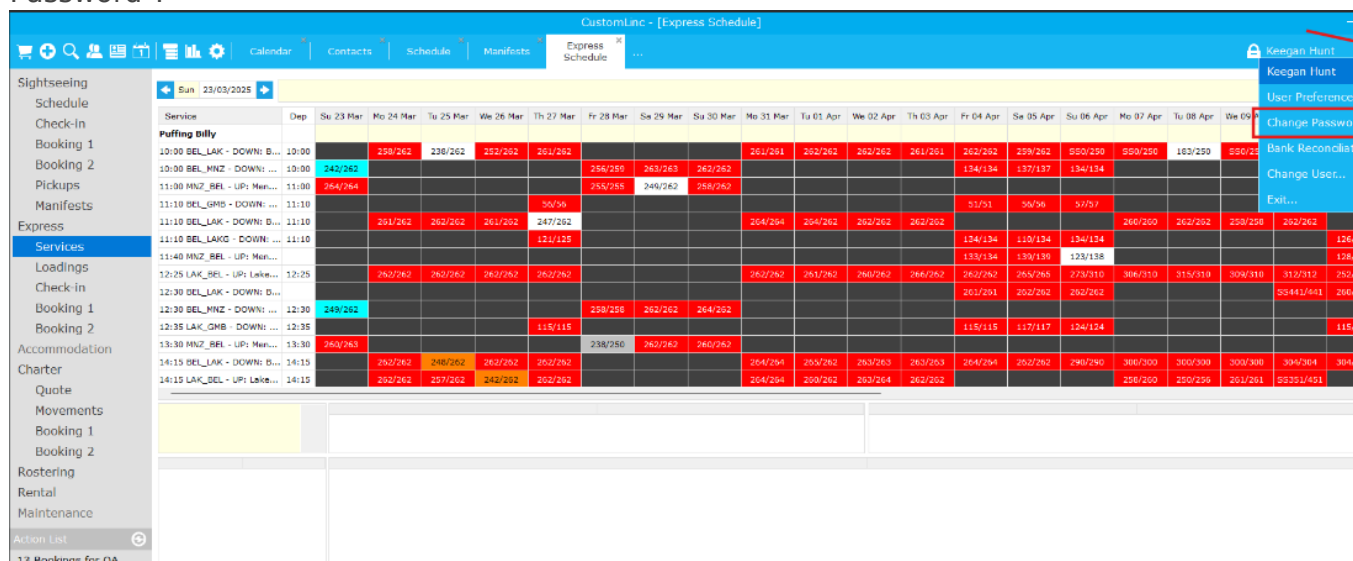 CustomLinc - [Express Schedule]
Calendar Contacts Schedule Manifests Express Schedule ... Keegan Hunt
Keegan Hunt
User Preference
Change Passwo
Bank Reconciliat
Change User...
Exit...
Sightseeing
Schedule
Check-in
Booking 1
Booking 2
Pickups
Manifests
Express
Services
Loadings
Check-in
Booking 1
Booking 2
Accommodation
Charter
Quote
Movements
Booking 1
Booking 2
Rostering
Rental
Maintenance
Action List
13 Bookings for OA
Sun 23/03/2025
Service Dep Su 23 Mar Mo 24 Mar Tu 25 Mar We 26 Mar Th 27 Mar Fr 28 Mar Sa 29 Mar Su 30 Mar Mo 31 Mar Tu 01 Apr We 02 Apr Th 03 Apr Fr 04 Apr Sa 05 Apr Su 06 Apr Mo 07 Apr Tu 08 Apr We 09
Puffing Billy
10:00 BEL_LAK - DOWN: B... 10:00 258/262 238/262 252/262 261/262 261/261 262/262 262/262 261/261 262/262 259/262 550/250 550/250 183/250
10:00 BEL_MNZ - DOWN: ... 10:00 242/262 256/259 263/263 262/262 134/134 137/137 134/134
11:00 MNZ_BEL - UP: Men... 11:00 264/264 255/255 249/262 258/262
11:10 BEL_GMB - DOWN: ... 11:10 56/56 51/51 56/56 57/57
11:10 BEL_LAK - DOWN: B... 11:10 261/262 262/262 261/262 247/262 264/264 264/262 262/262 262/262 260/260 262/262 258/258 262/262
11:10 BEL_LAKG - DOWN: ... 11:10 121/125 134/134 110/134 134/134 126/
11:40 MNZ_BEL - UP: Men... 133/134 139/139 123/138 128/
12:25 LAK_BEL - UP: Lake... 12:25 262/262 262/262 262/262 262/262 262/262 261/262 260/262 266/262 262/262 265/265 273/310 306/310 315/310 309/310 312/312 252/
12:30 BEL_LAK - DOWN: B... 261/261 262/262 262/262 55441/441 260/
12:30 BEL_MNZ - DOWN: ... 12:30 249/262 258/258 262/262 264/262
12:35 LAK_GMB - DOWN: ... 12:35 115/115 115/115 117/117 124/124 115/
13:30 MNZ_BEL - UP: Men... 13:30 260/263 238/250 262/262 260/262
14:15 BEL_LAK - DOWN: B... 14:15 262/262 248/262 262/262 262/262 264/264 265/262 263/263 263/263 264/264 262/262 290/290 300/300 300/300 300/300 304/304 304/
14:15 LAK_BEL - UP: Lake... 14:15 262/262 257/262 242/262 262/262 264/264 260/262 263/264 262/262 258/260 250/256 261/261 55351/451